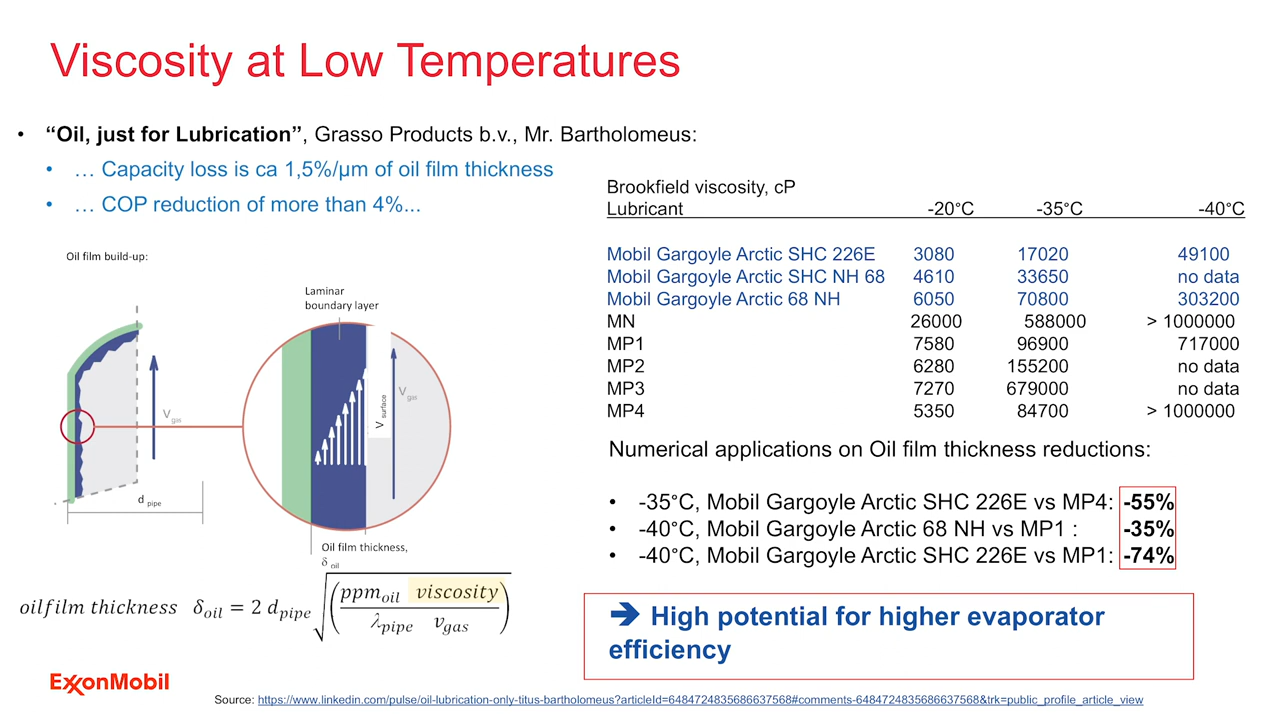 Viscosity at Low Temperatures
• “Oil, just for Lubrication”, Grasso Products b.v., Mr. Bartholomeus:
• … Capacity loss is ca 1,5%/µm of oil film thickness
• … COP reduction of more than 4%...
Oil film build-up:
Laminar
boundary layer
V gas
V surface
V gas
d pipe
Oil film thickness,
δ oil
oilfilm thickness δoil = 2 dpipe √(ppmoil viscosity / λpipe vgas)
Brookfield viscosity, cP
Lubricant -20°C -35°C -40°C
Mobil Gargoyle Arctic SHC 226E 3080 17020 49100
Mobil Gargoyle Arctic SHC NH 68 4610 33650 no data
Mobil Gargoyle Arctic 68 NH 6050 70800 303200
MN 26000 588000 > 1000000
MP1 7580 96900 717000
MP2 6280 155200 no data
MP3 7270 679000 no data
MP4 5350 84700 > 1000000
Numerical applications on Oil film thickness reductions:
• -35°C, Mobil Gargoyle Arctic SHC 226E vs MP4: -55%
• -40°C, Mobil Gargoyle Arctic 68 NH vs MP1 : -35%
• -40°C, Mobil Gargoyle Arctic SHC 226E vs MP1: -74%
➔ High potential for higher evaporator
efficiency
ExxonMobil
Source: https://www.linkedin.com/pulse/oil-lubrication-only-titus-bartholomeus?articleId=6484724835686637568#comments-6484724835686637568&trk=public_profile_article_view